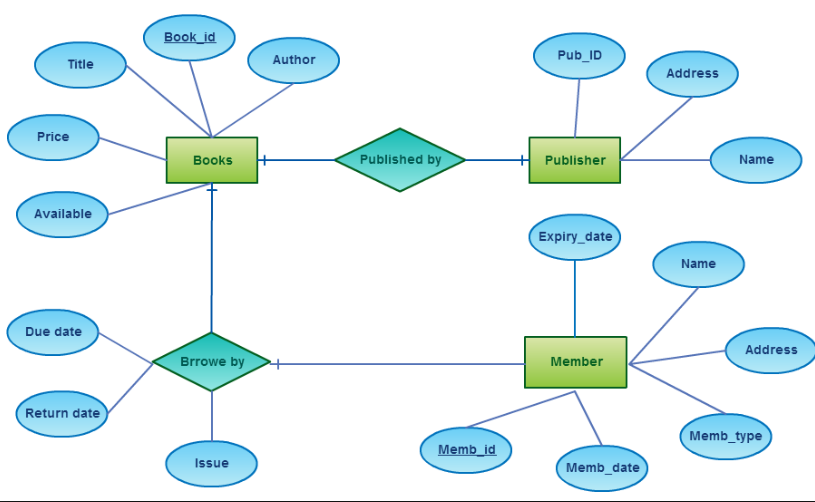 Book_id
Title
Author
Pub_ID
Address
Price
Books
Published by
Publisher
Name
Available
Expiry_date
Name
Due date
Brrowe by
Member
Address
Return date
Memb_type
Issue
Memb_id
Memb_date